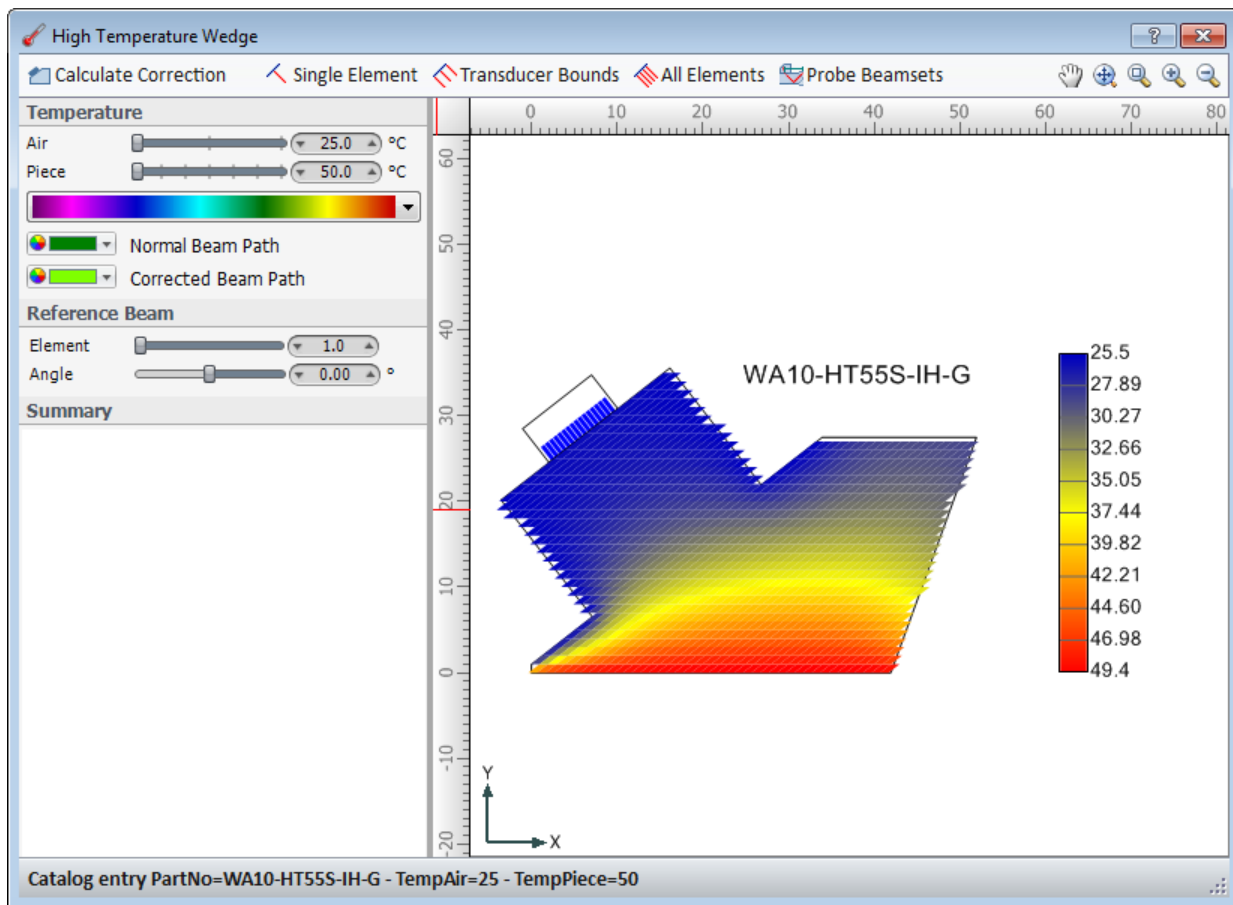 High Temperature Wedge
?
Calculate Correction Single Element Transducer Bounds All Elements Probe Beamsets
Temperature
Air 25.0 °C
Piece 50.0 °C
Normal Beam Path
Corrected Beam Path
Reference Beam
Element 1.0
Angle 0.00 °
Summary
0 10 20 30 40 50 60 70 80
60
50
40
30
20
10
0
-10
-20
WA10-HT55S-IH-G
25.5
27.89
30.27
32.66
35.05
37.44
39.82
42.21
44.60
46.98
49.4
Y
X
Catalog entry PartNo=WA10-HT55S-IH-G - TempAir=25 - TempPiece=50